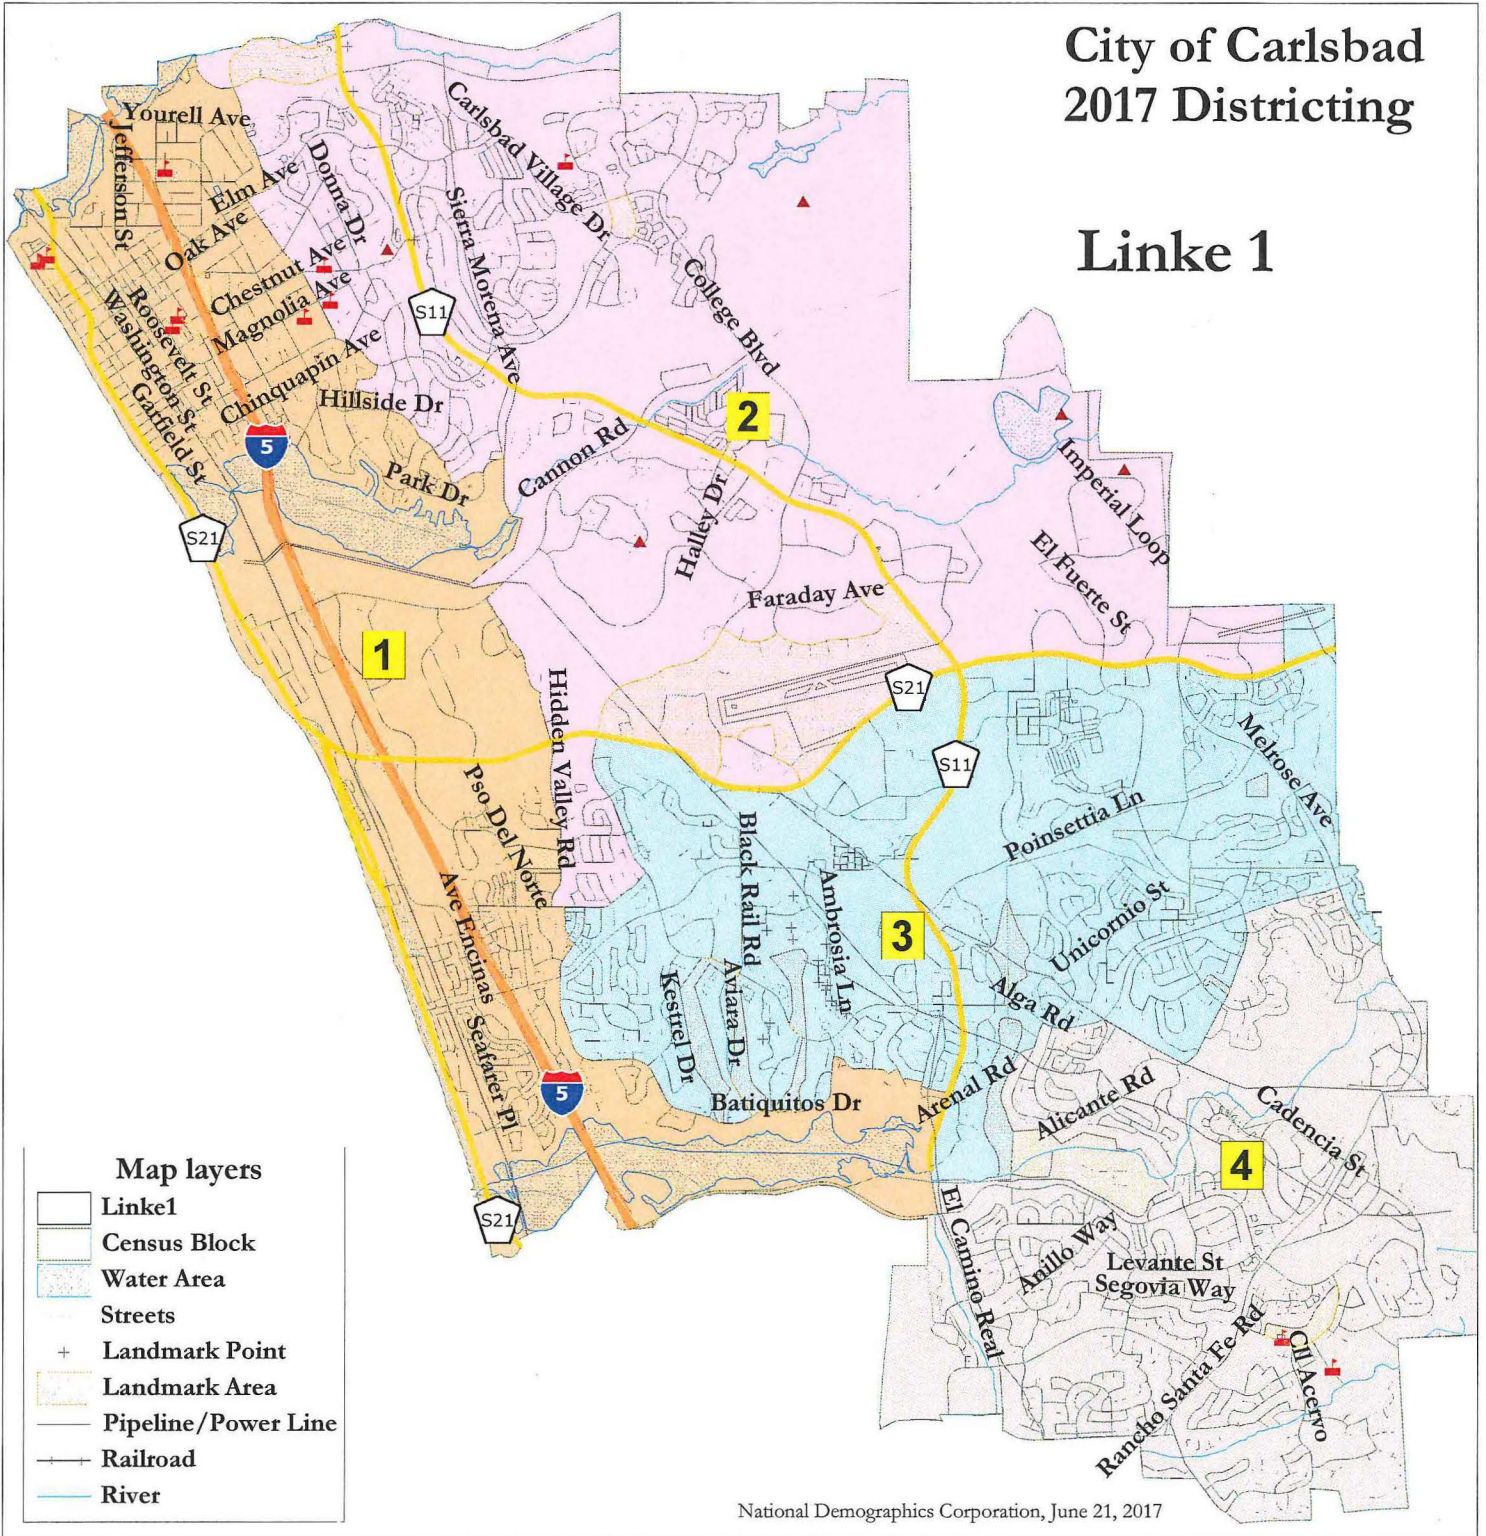 City of Carlsbad
2017 Districting
Linke 1
Yourell Ave
Jefferson St
Elm Ave
Donna Dr
Carlsbad Village Dr
Oak Ave
Sierra Morena Ave
Chestnut Ave
Magnolia Ave
College Blvd
Roosevelt St
Washington St
Garfield St
Chinquapin Ave
S11
Hillside Dr
2
5
Cannon Rd
Park Dr
Imperial Loop
Halley Dr
S21
El Fuerte St
Faraday Ave
1
Hidden Valley Rd
S21
Melrose Ave
S11
Pso Del Norte
Poinsettia Ln
Black Rail Rd
Ambrosia Ln
Ave Encinas
3
Unicornio St
Kestrel Dr
Aviara Dr
Alga Rd
Seafarer Pl
5
Batiquitos Dr
Arenal Rd
Alicante Rd
Cadencia St
4
S21
El Camino Real
Anillo Way
Levante St
Segovia Way
Rancho Santa Fe Rd
Cll Acervo
Map layers
Linke1
Census Block
Water Area
Streets
Landmark Point
Landmark Area
Pipeline/Power Line
Railroad
River
National Demographics Corporation, June 21, 2017